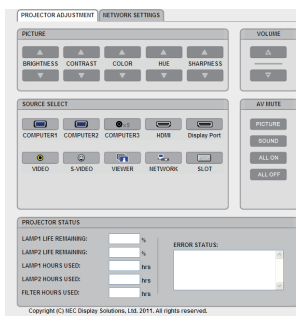 PROJECTOR ADJUSTMENT NETWORK SETTINGS
PICTURE
BRIGHTNESS CONTRAST COLOR HUE SHARPNESS
VOLUME
SOURCE SELECT
COMPUTER1 COMPUTER2 COMPUTER3 HDMI Display Port
VIDEO S-VIDEO VIEWER NETWORK SLOT
AV MUTE
PICTURE
SOUND
ALL ON
ALL OFF
PROJECTOR STATUS
LAMP1 LIFE REMAINING: %
LAMP2 LIFE REMAINING: %
LAMP1 HOURS USED: hrs
LAMP2 HOURS USED: hrs
FILTER HOURS USED: hrs
ERROR STATUS:
Copyright (C) NEC Display Solutions, Ltd. 2011. All rights reserved.